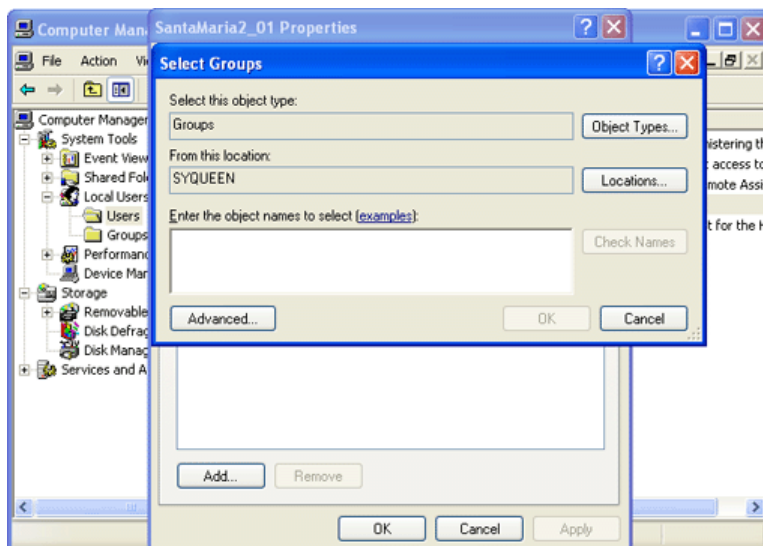 Computer Man
SantaMaria2_01 Properties
File Action Vi
Select Groups
Select this object type:
Groups
Object Types...
From this location:
SYQUEEN
Locations...
Enter the object names to select (examples):
Check Names
Advanced...
OK
Cancel
Computer Manager
System Tools
Event View
Shared Fol
Local Users
Users
Groups
Performanc
Device Mar
Storage
Removable
Disk Defrag
Disk Manag
Services and A
nistering th
access to
mote Assi
t for the H
Add...
Remove
OK
Cancel
Apply